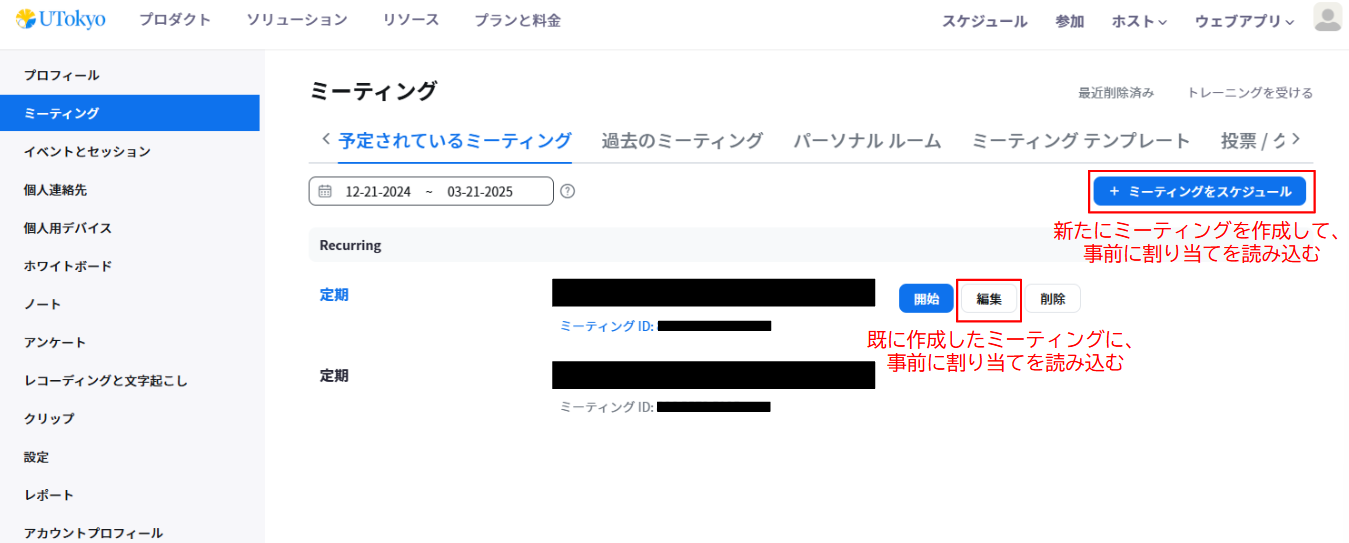 UTokyo プロダクト ソリューション リソース プランと料金 スケジュール 参加 ホスト ウェブアプリ
プロフィール
ミーティング
イベントとセッション
個人連絡先
個人用デバイス
ホワイトボード
ノート
アンケート
レコーディングと文字起こし
クリップ
設定
レポート
アカウントプロフィール
ミーティング
最近削除済み トレーニングを受ける
予定されているミーティング 過去のミーティング パーソナル ルーム ミーティング テンプレート 投票 / ク
12-21-2024 ~ 03-21-2025
+ ミーティングをスケジュール
新たにミーティングを作成して、
事前に割り当てを読み込む
Recurring
定期
開始 編集 削除
ミーティング ID:
既に作成したミーティングに、
事前に割り当てを読み込む
定期
ミーティング ID: